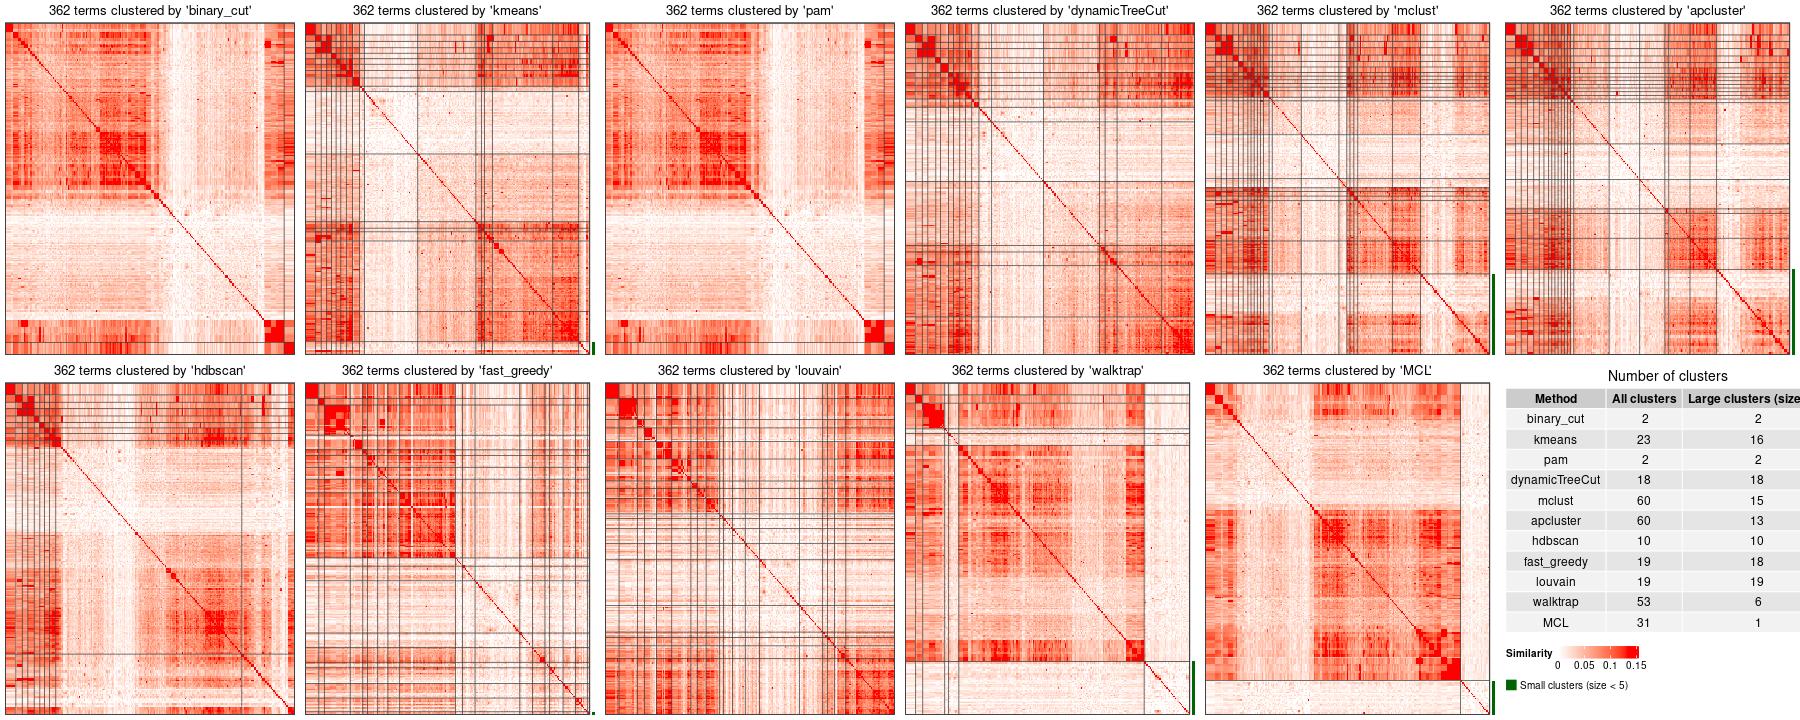 362 terms clustered by 'binary_cut'
362 terms clustered by 'kmeans'
362 terms clustered by 'pam'
362 terms clustered by 'dynamicTreeCut'
362 terms clustered by 'mclust'
362 terms clustered by 'apcluster'
362 terms clustered by 'hdbscan'
362 terms clustered by 'fast_greedy'
362 terms clustered by 'louvain'
362 terms clustered by 'walktrap'
362 terms clustered by 'MCL'
Number of clusters
Method All clusters Large clusters (size
binary_cut 2 2
kmeans 23 16
pam 2 2
dynamicTreeCut 18 18
mclust 60 15
apcluster 60 13
hdbscan 10 10
fast_greedy 19 18
louvain 19 19
walktrap 53 6
MCL 31 1
Similarity
0 0.05 0.1 0.15
Small clusters (size < 5)